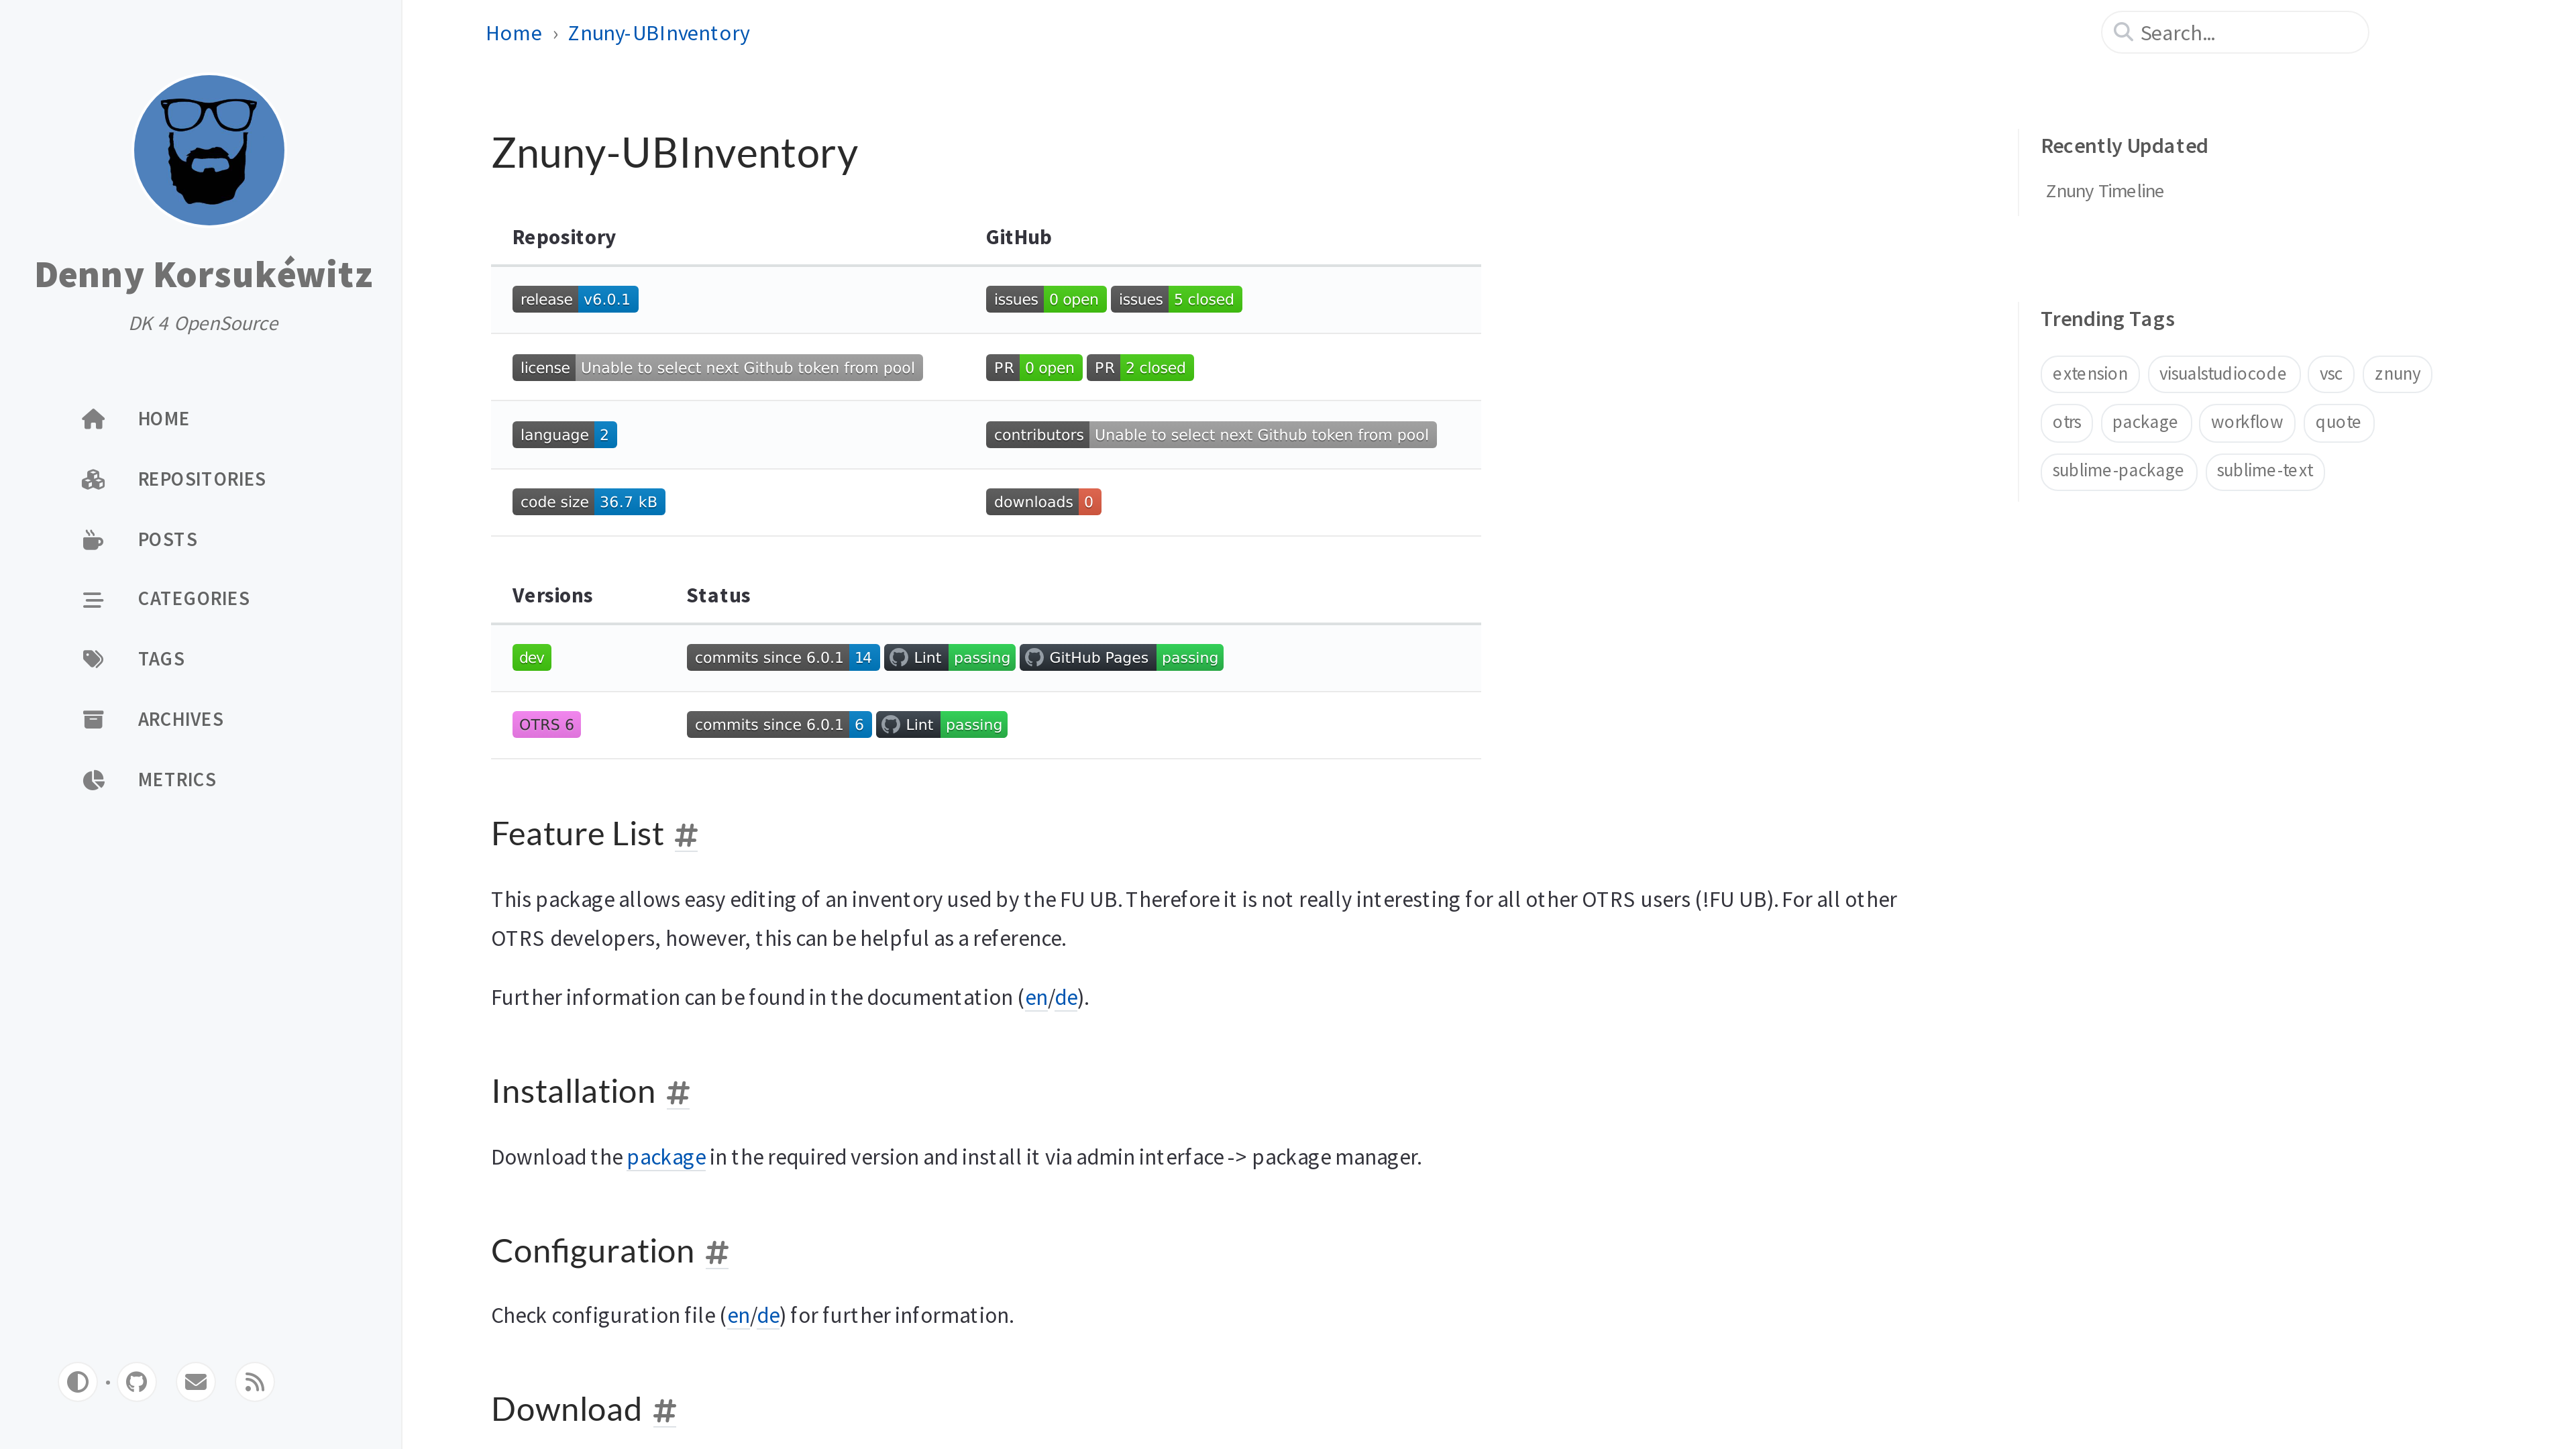 Denny Korsukéwitz
DK 4 OpenSource
HOME
REPOSITORIES
POSTS
CATEGORIES
TAGS
ARCHIVES
METRICS
Home › Znuny-UBInventory
Search...
Znuny-UBInventory
Repository GitHub
release v6.0.1 issues 0 open issues 5 closed
license Unable to select next Github token from pool PR 0 open PR 2 closed
language 2 contributors Unable to select next Github token from pool
code size 36.7 kB downloads 0
Versions Status
dev commits since 6.0.1 14 Lint passing GitHub Pages passing
OTRS 6 commits since 6.0.1 6 Lint passing
Feature List #
This package allows easy editing of an inventory used by the FU UB. Therefore it is not really interesting for all other OTRS users (!FU UB). For all other
OTRS developers, however, this can be helpful as a reference.
Further information can be found in the documentation (en/de).
Installation #
Download the package in the required version and install it via admin interface -> package manager.
Configuration #
Check configuration file (en/de) for further information.
Download #
Recently Updated
Znuny Timeline
Trending Tags
extension visualstudiocode vsc znuny
otrs package workflow quote
sublime-package sublime-text